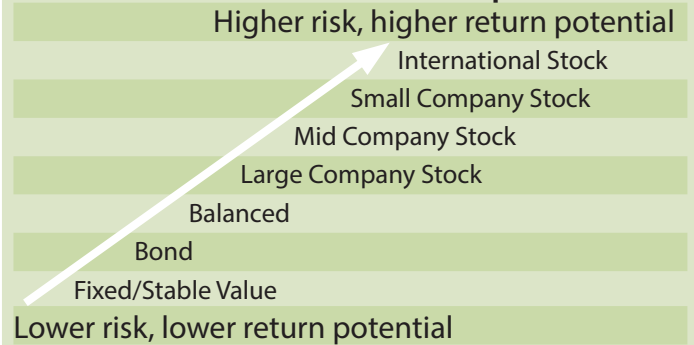 Higher risk, higher return potential
International Stock
Small Company Stock
Mid Company Stock
Large Company Stock
Balanced
Bond
Fixed/Stable Value
Lower risk, lower return potential